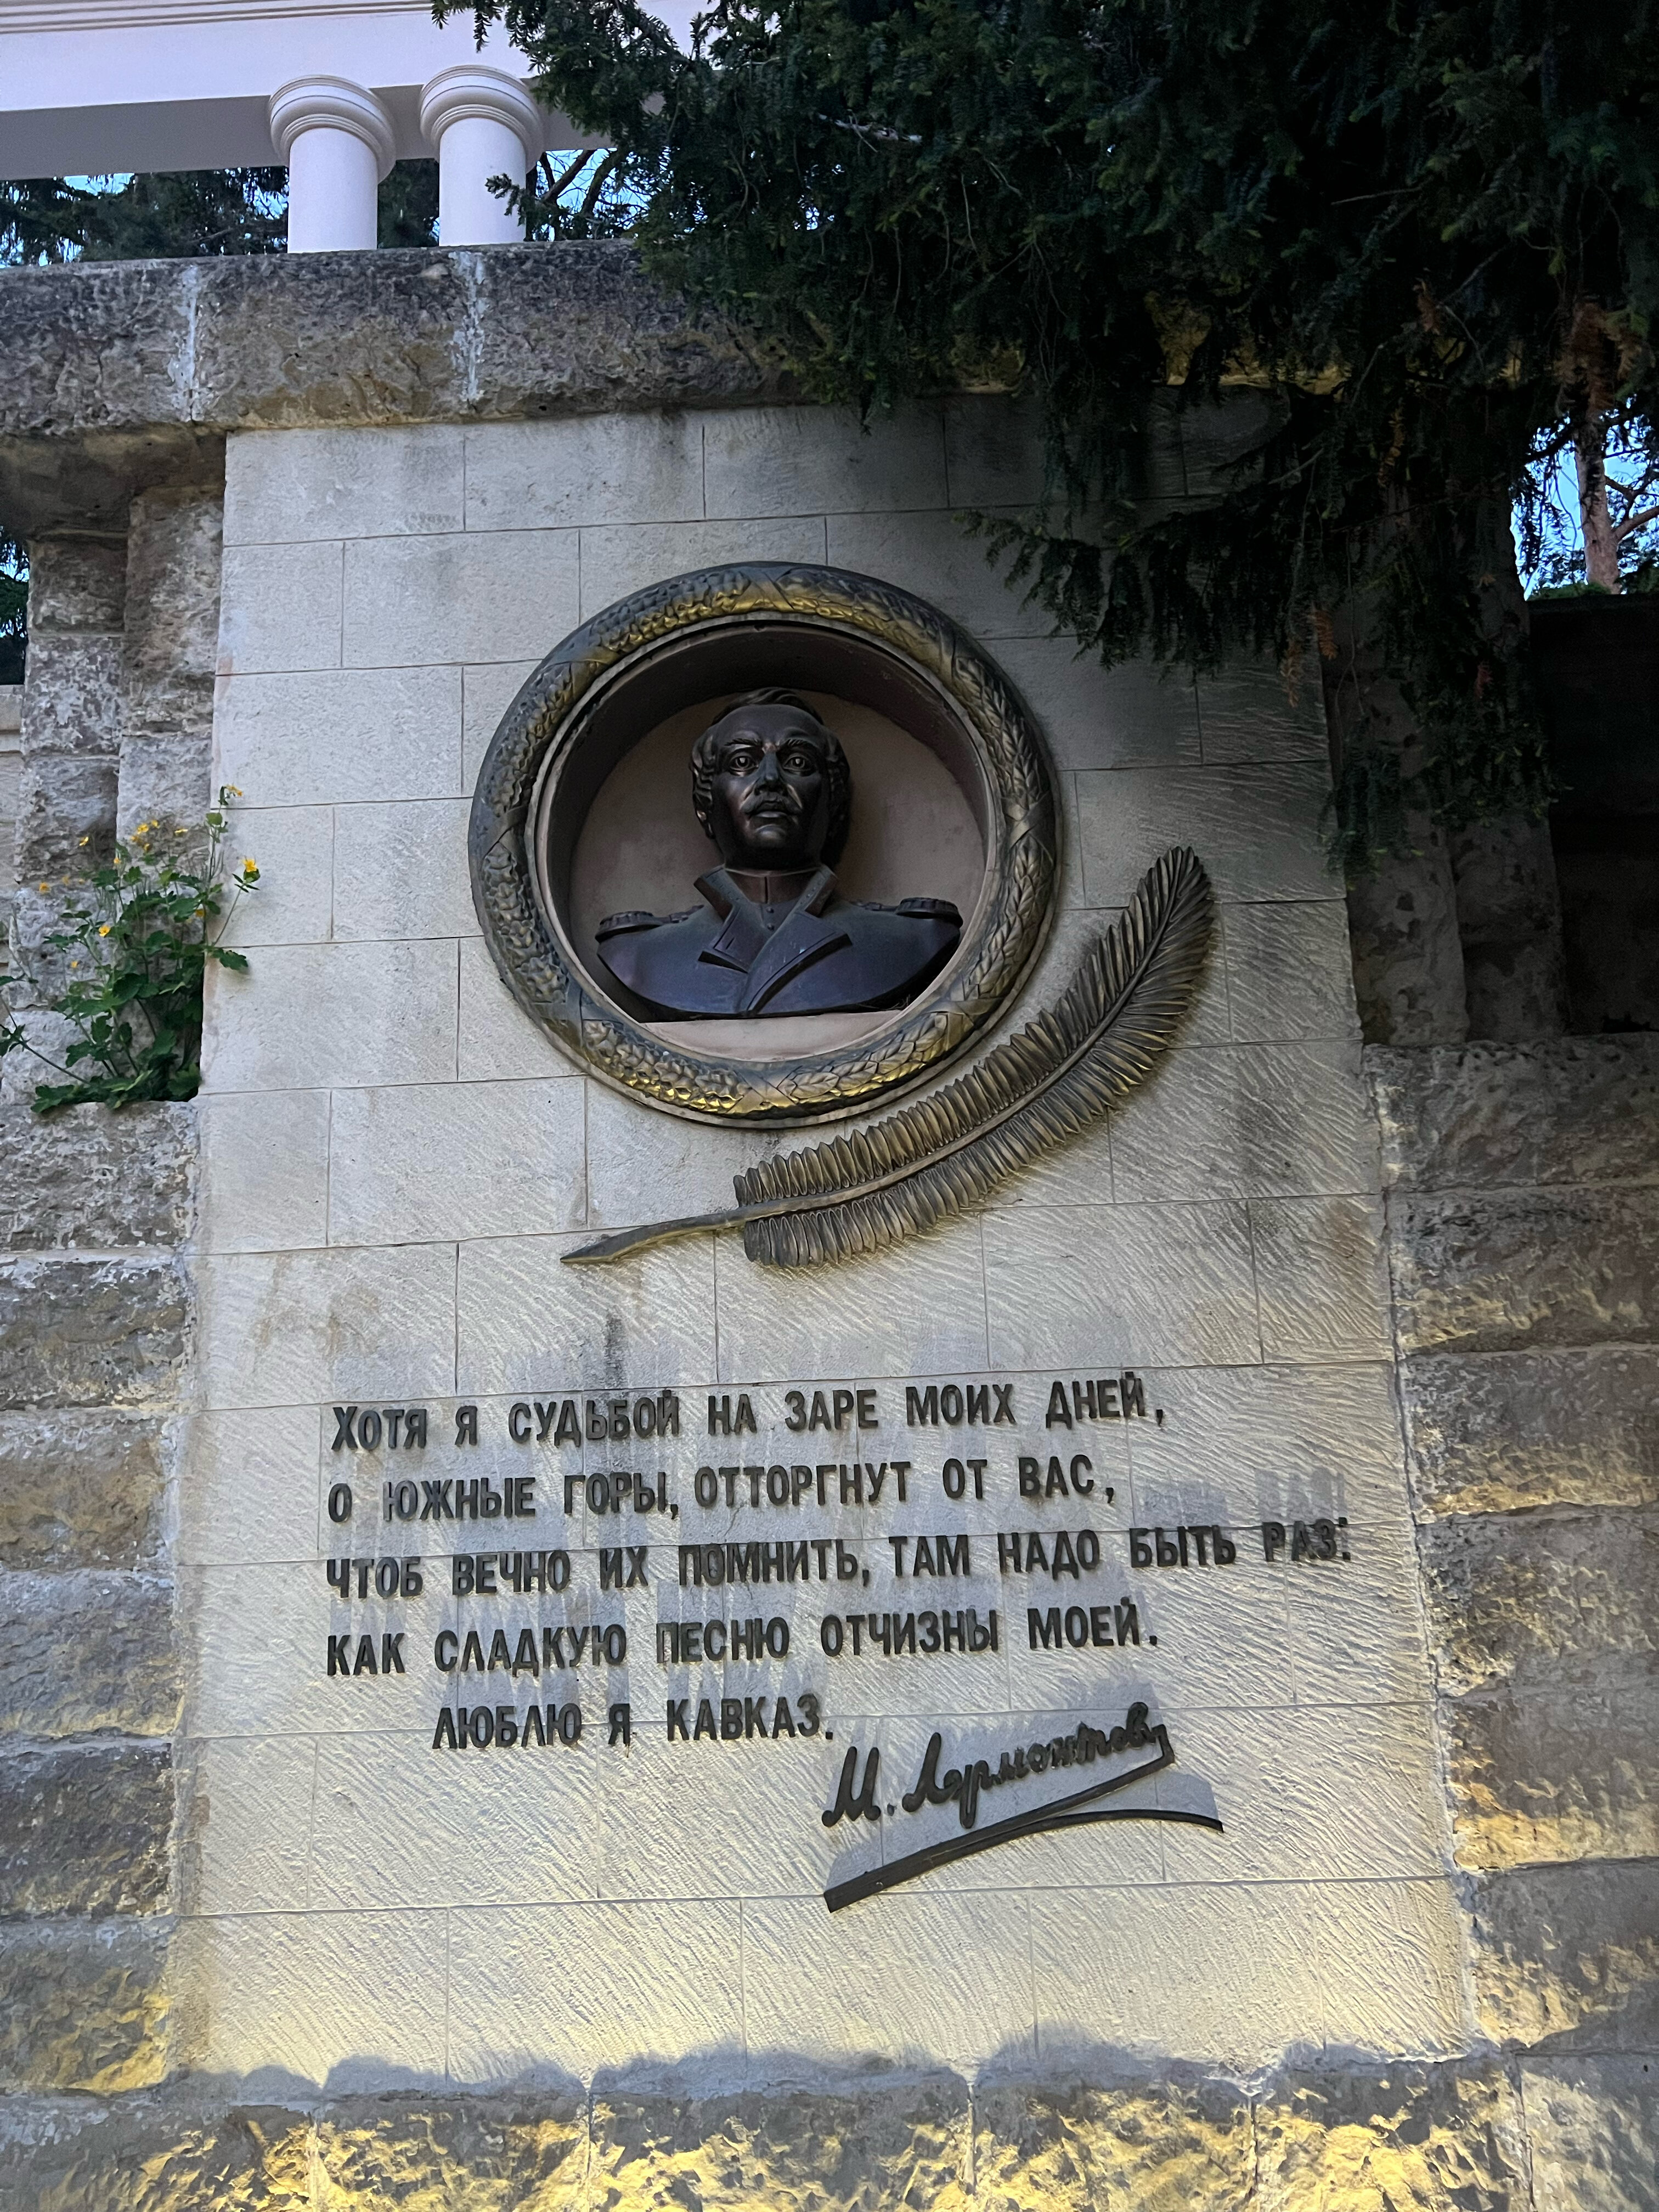 ХОТЯ Я СУДЬБОЙ НА ЗАРЕ МОИХ ДНЕЙ,
О ЮЖНЫЕ ГОРЫ, ОТТОРГНУТ ОТ ВАС,
ЧТОБ ВЕЧНО ИХ ПОМНИТЬ, ТАМ НАДО БЫТЬ РАЗ:
КАК СЛАДКУЮ ПЕСНЮ ОТЧИЗНЫ МОЕЙ,
ЛЮБЛЮ Я КАВКАЗ.
М. Лермонтовъ